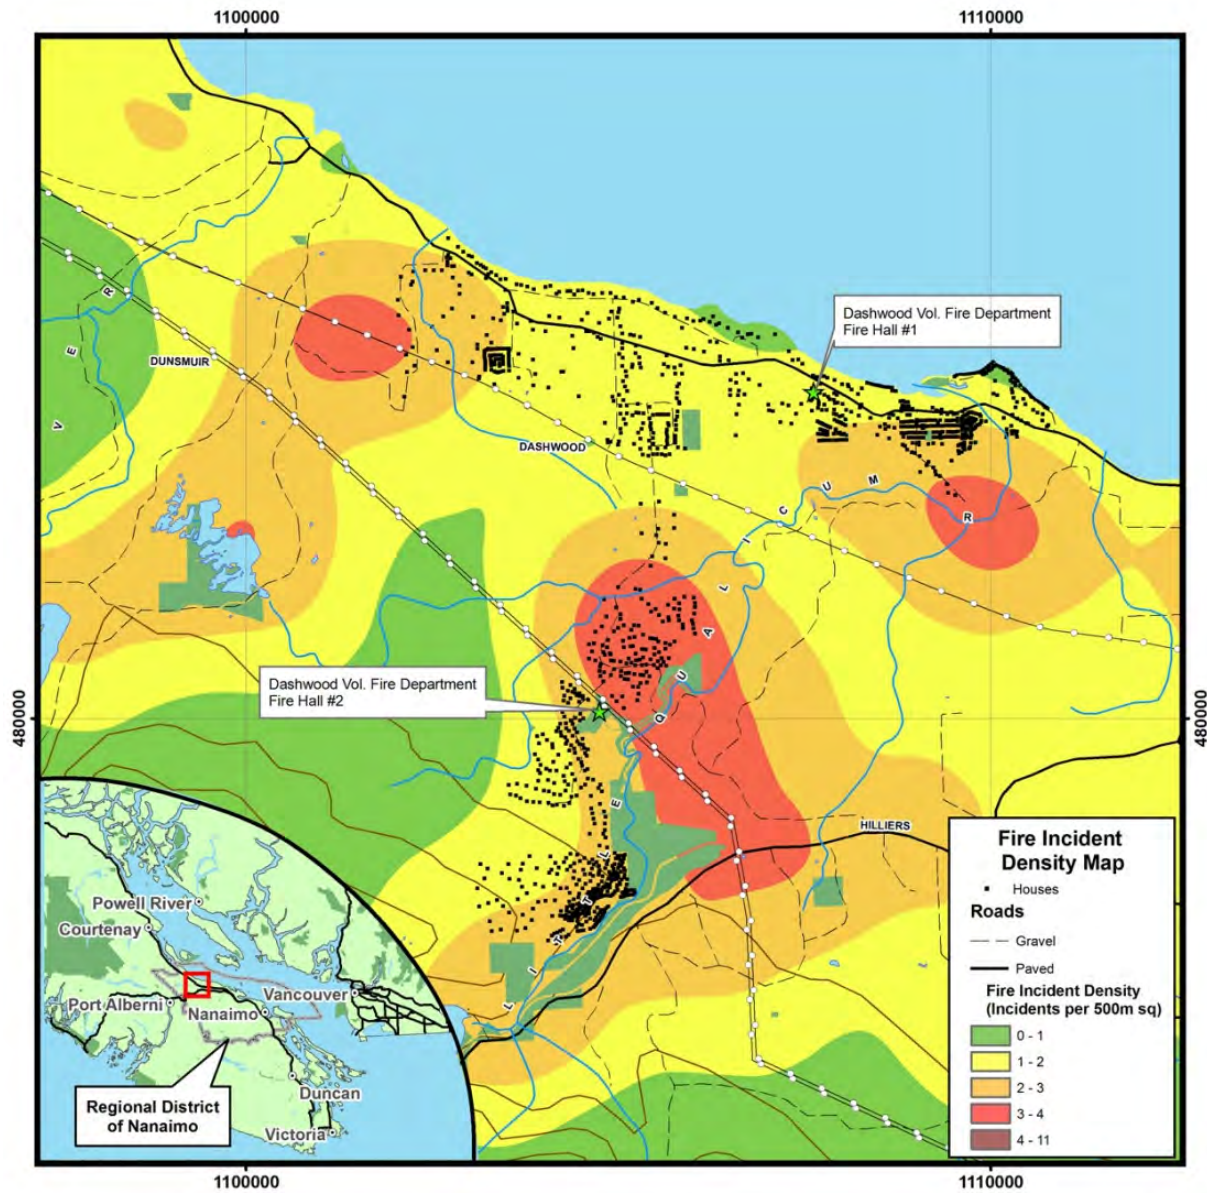 1100000
1110000
Dashwood Vol. Fire Department
Fire Hall #1
DUNSMUIR
DASHWOOD
R
E
V
LITTLE QUALICUM R
Dashwood Vol. Fire Department
Fire Hall #2
480000
480000
HILLIERS
Fire Incident
Density Map
Houses
Roads
Gravel
Paved
Fire Incident Density
(Incidents per 500m sq)
0 - 1
1 - 2
2 - 3
3 - 4
4 - 11
Powell River
Courtenay
Port Alberni
Vancouver
Nanaimo
Regional District
of Nanaimo
Duncan
Victoria
1100000
1110000